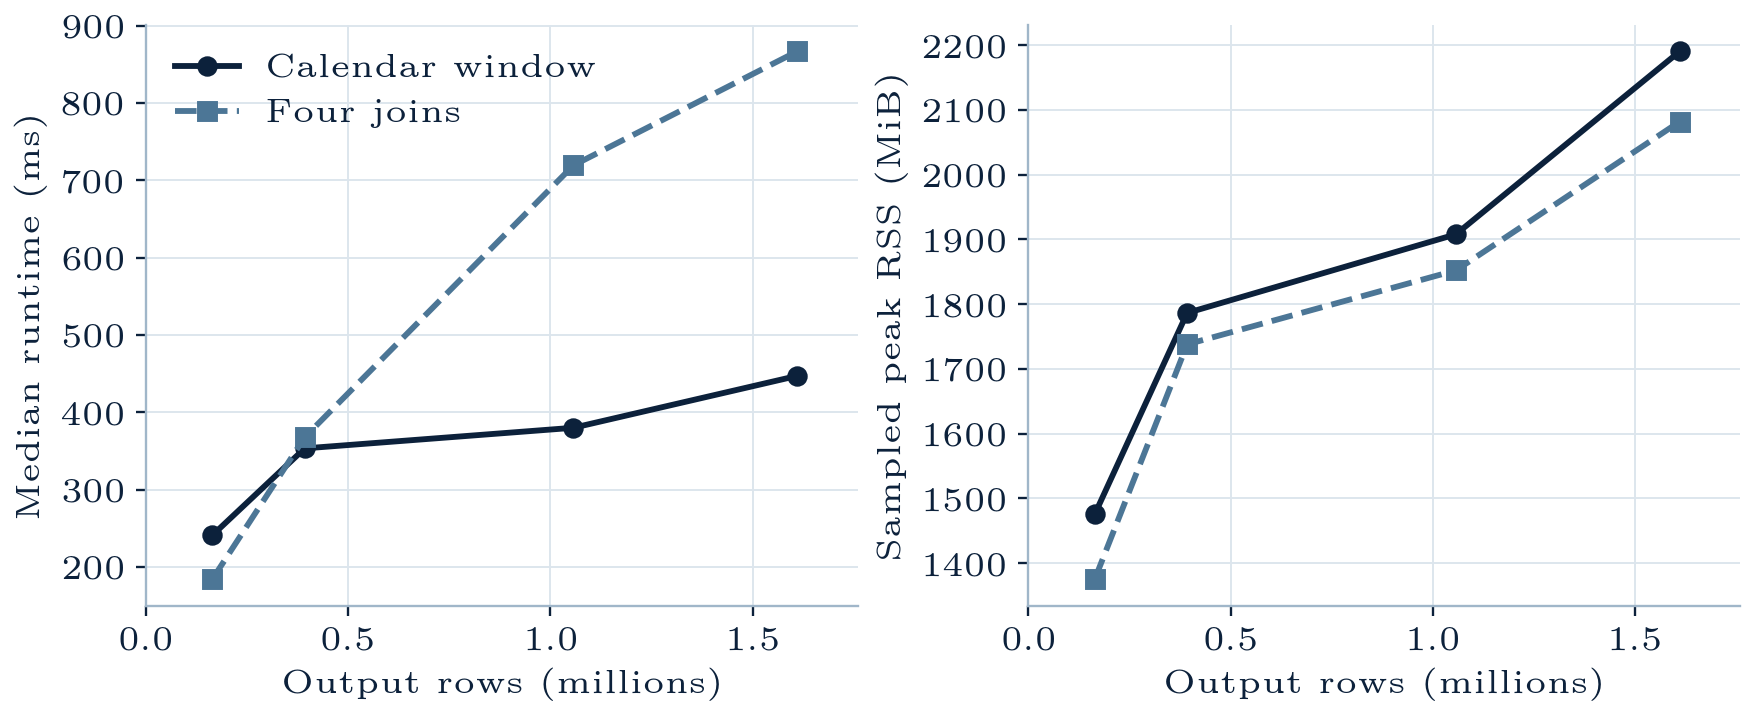 Median runtime (ms)
900
800
700
600
500
400
300
200
Calendar window
Four joins
0.0 0.5 1.0 1.5
Output rows (millions)
Sampled peak RSS (MiB)
2200
2100
2000
1900
1800
1700
1600
1500
1400
0.0 0.5 1.0 1.5
Output rows (millions)